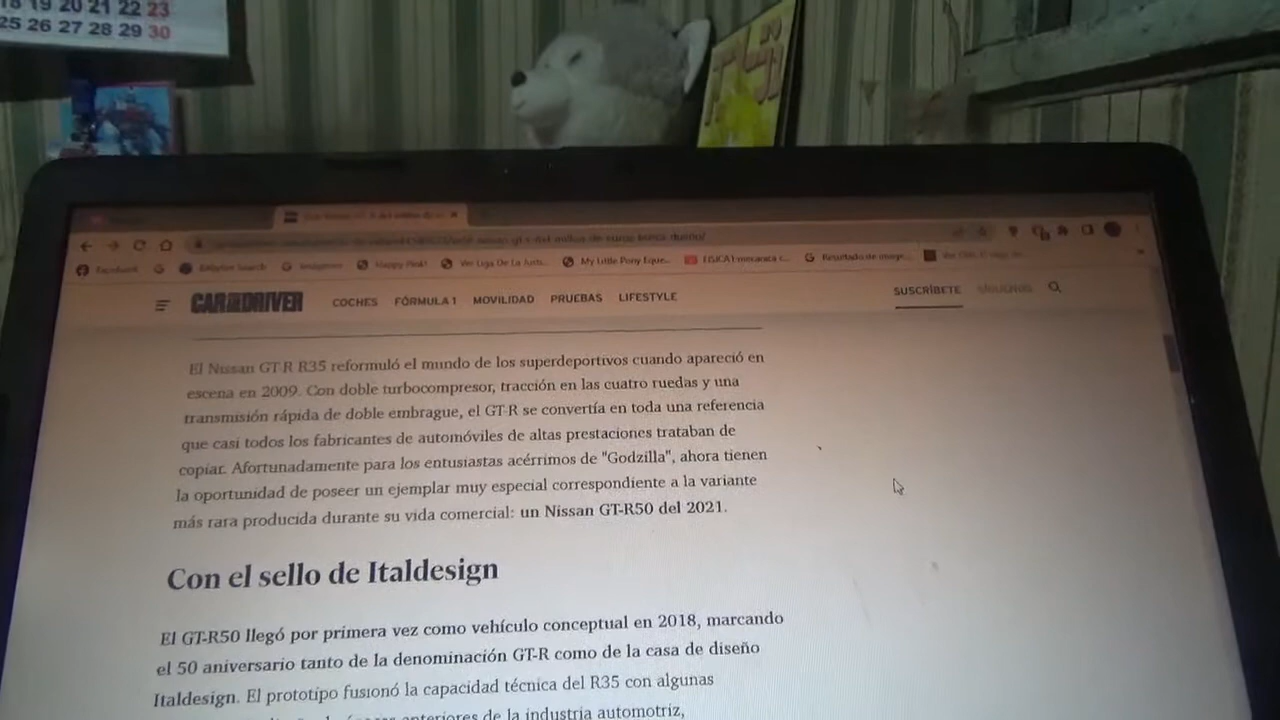 18 19 20 21 22 23
25 26 27 28 29 30
Facebook
My Little Pony Eque...
CAR AND DRIVER COCHES FÓRMULA 1 MOVILIDAD PRUEBAS LIFESTYLE SUSCRÍBETE
El Nissan GT-R R35 reformuló el mundo de los superdeportivos cuando apareció en
escena en 2009. Con doble turbocompresor, tracción en las cuatro ruedas y una
transmisión rápida de doble embrague, el GT-R se convertía en toda una referencia
que casi todos los fabricantes de automóviles de altas prestaciones trataban de
copiar. Afortunadamente para los entusiastas acérrimos de "Godzilla", ahora tienen
la oportunidad de poseer un ejemplar muy especial correspondiente a la variante
más rara producida durante su vida comercial: un Nissan GT-R50 del 2021.
Con el sello de Italdesign
El GT-R50 llegó por primera vez como vehículo conceptual en 2018, marcando
el 50 aniversario tanto de la denominación GT-R como de la casa de diseño
Italdesign. El prototipo fusionó la capacidad técnica del R35 con algunas
anteriores de la industria automotriz,